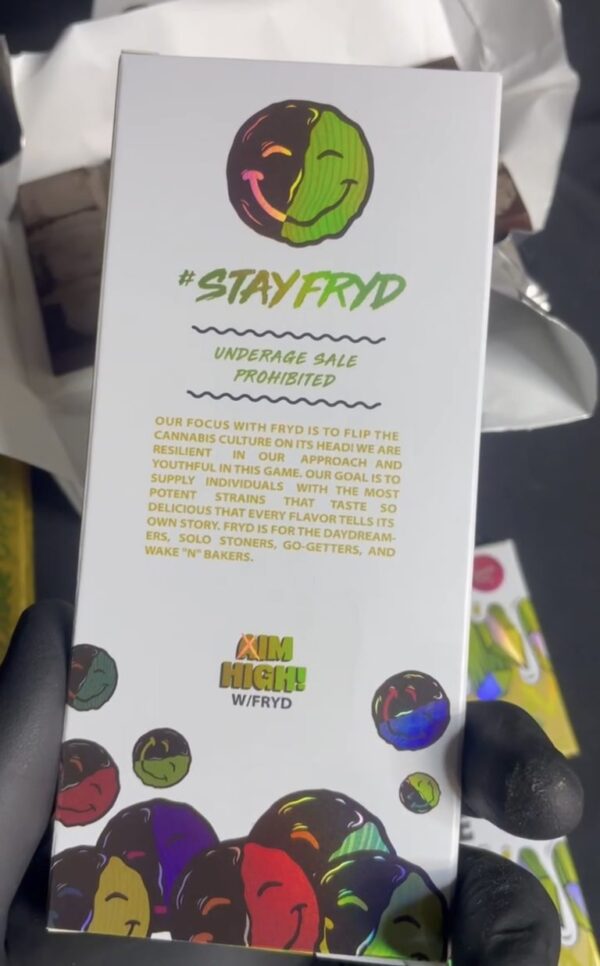 #STAYFRYD
UNDERAGE SALE
PROHIBITED
OUR FOCUS WITH FRYD IS TO FLIP THE
CANNABIS CULTURE ON ITS HEAD! WE ARE
RESILIENT IN OUR APPROACH AND
YOUTHFUL IN THIS GAME. OUR GOAL IS TO
SUPPLY INDIVIDUALS WITH THE MOST
POTENT STRAINS THAT TASTE SO
DELICIOUS THAT EVERY FLAVOR TELLS ITS
OWN STORY. FRYD IS FOR THE DAYDREAM-
ERS, SOLO STONERS, GO-GETTERS, AND
WAKE "N" BAKERS.
AIM
HIGH!
W/FRYD